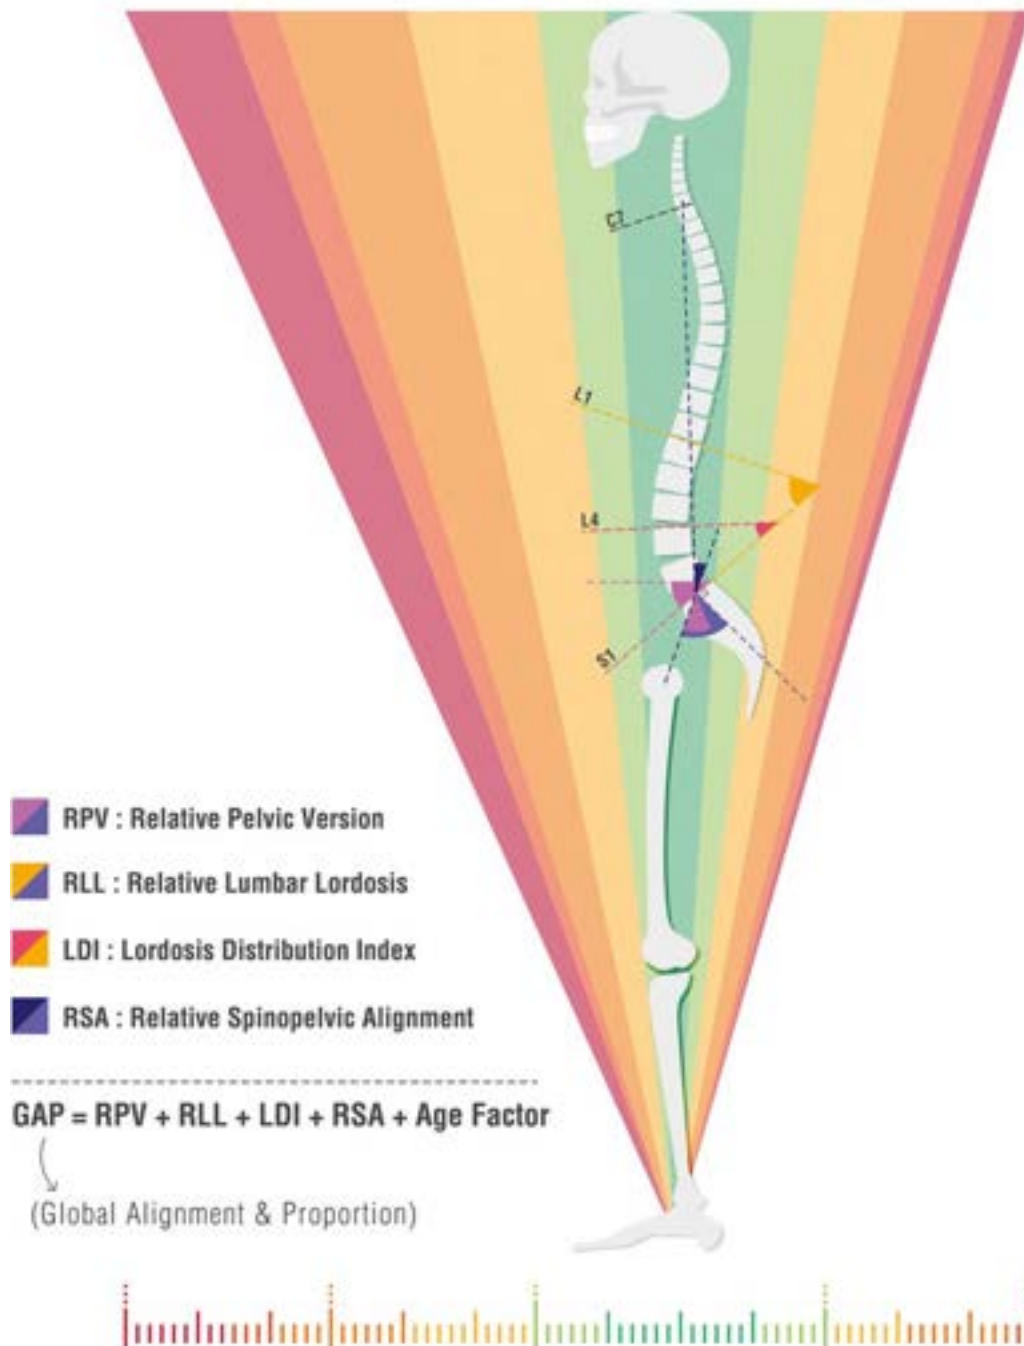 C7
L1
L4
S1
RPV : Relative Pelvic Version
RLL : Relative Lumbar Lordosis
LDI : Lordosis Distribution Index
RSA : Relative Spinopelvic Alignment
GAP = RPV + RLL + LDI + RSA + Age Factor
(Global Alignment & Proportion)